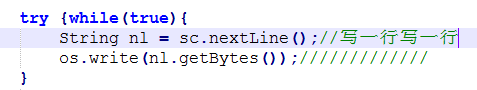 try {while(true){
String nl = sc.nextLine();//写一行写一行
os.write(nl.getBytes());/////////////
}